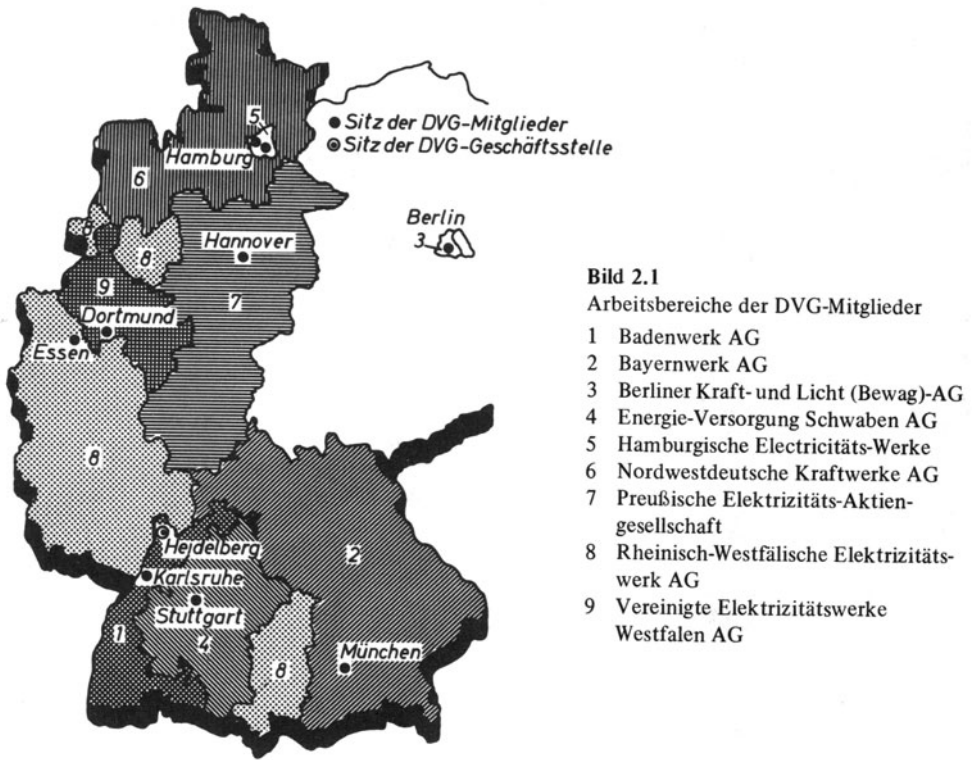 5
Sitz der DVG-Mitglieder
Sitz der DVG-Geschäftsstelle
Hamburg
6
Berlin
3
8
8
Hannover
9
7
Dortmund
Essen
8
Heidelberg
2
Karlsruhe
Stuttgart
1
4
8
München
Bild 2.1
Arbeitsbereiche der DVG-Mitglieder
1 Badenwerk AG
2 Bayernwerk AG
3 Berliner Kraft- und Licht (Bewag)-AG
4 Energie-Versorgung Schwaben AG
5 Hamburgische Electricitäts-Werke
6 Nordwestdeutsche Kraftwerke AG
7 Preußische Elektrizitäts-Aktien-
gesellschaft
8 Rheinisch-Westfälische Elektrizitäts-
werk AG
9 Vereinigte Elektrizitätswerke
Westfalen AG